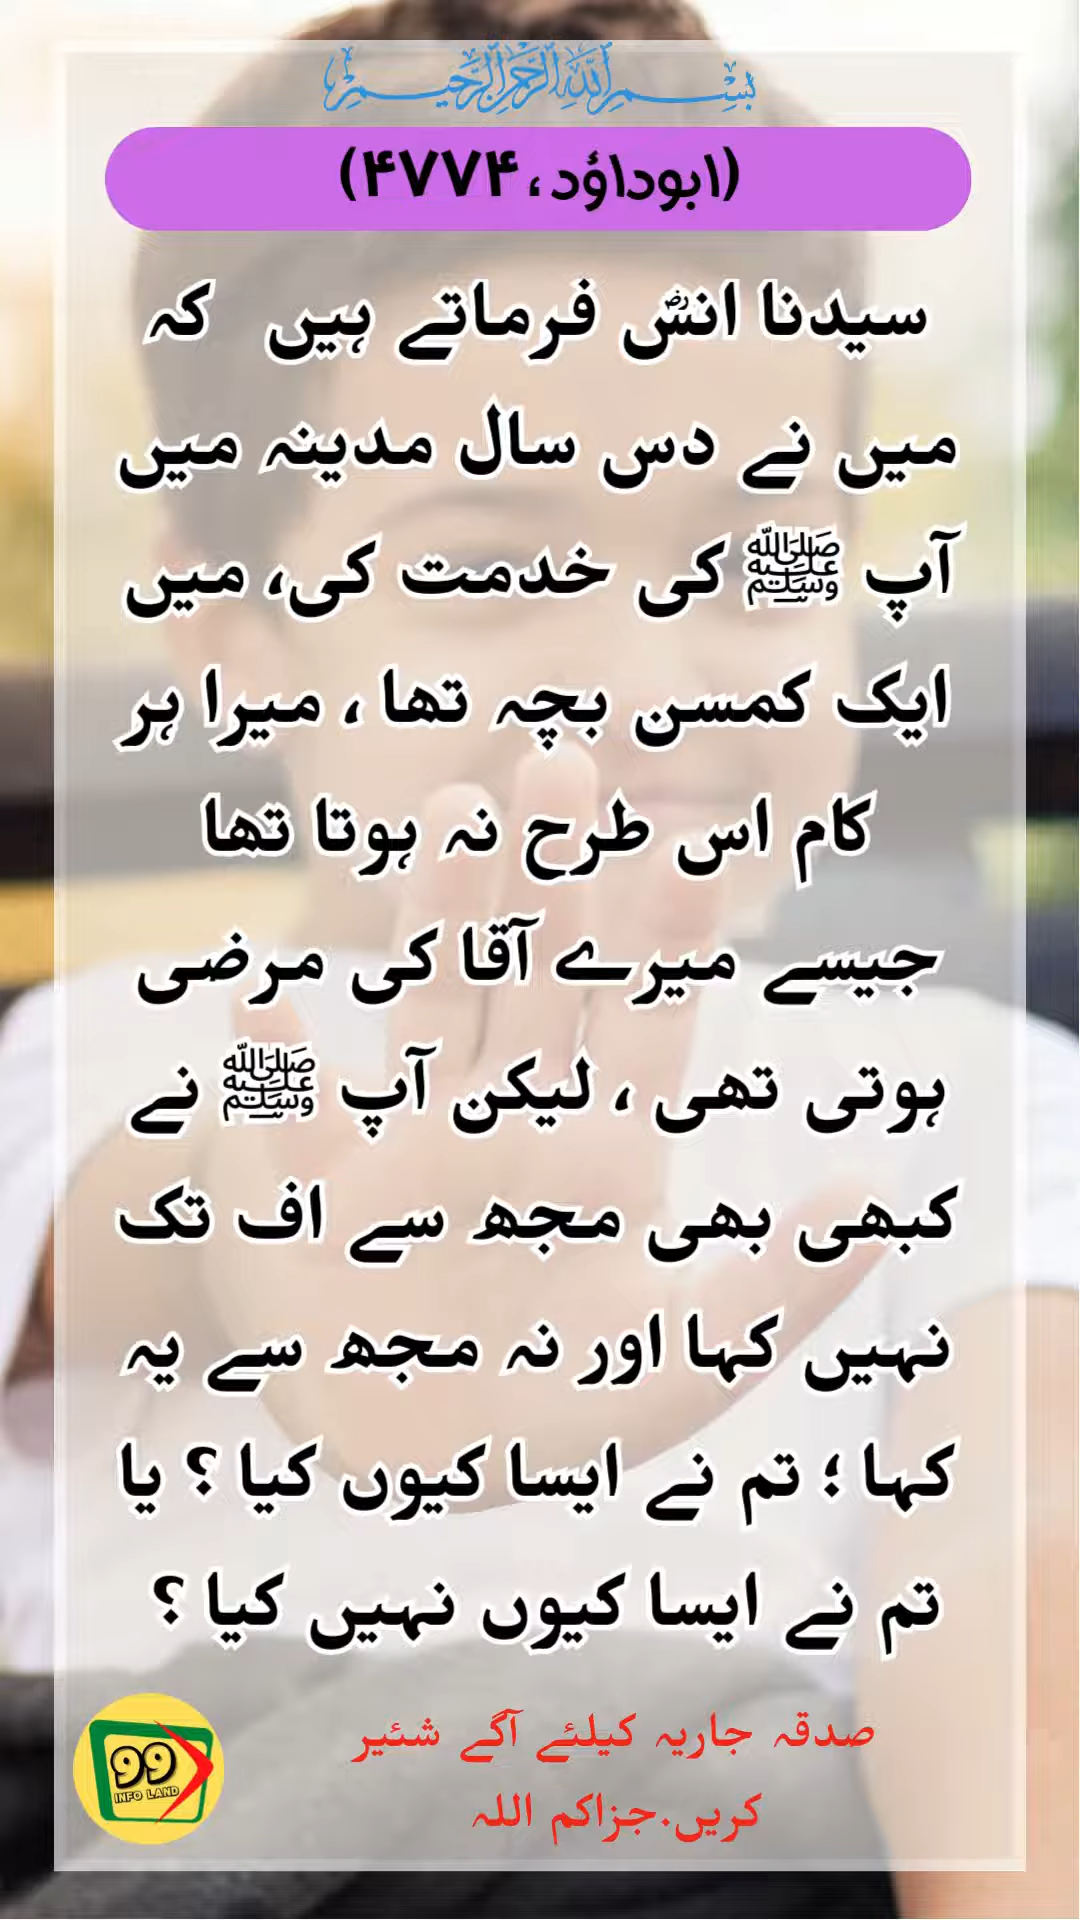 بسم الله الرحمن الرحيم
(ابوداؤد، ۴۷۷۴)
سیدنا انسؓ فرماتے ہیں کہ
میں نے دس سال مدینہ میں
آپ ﷺ کی خدمت کی، میں
ایک کمسن بچہ تھا ، میرا ہر
کام اس طرح نہ ہوتا تھا
جیسے میرے آقا کی مرضی
ہوتی تھی ، لیکن آپ ﷺ نے
کبھی بھی مجھ سے اف تک
نہیں کہا اور نہ مجھ سے یہ
کہا ؛ تم نے ایسا کیوں کیا ؟ یا
تم نے ایسا کیوں نہیں کیا ؟
صدقہ جاریہ کیلئے آگے شئیر
کریں.جزاکم اللہ
99
INFO LAND